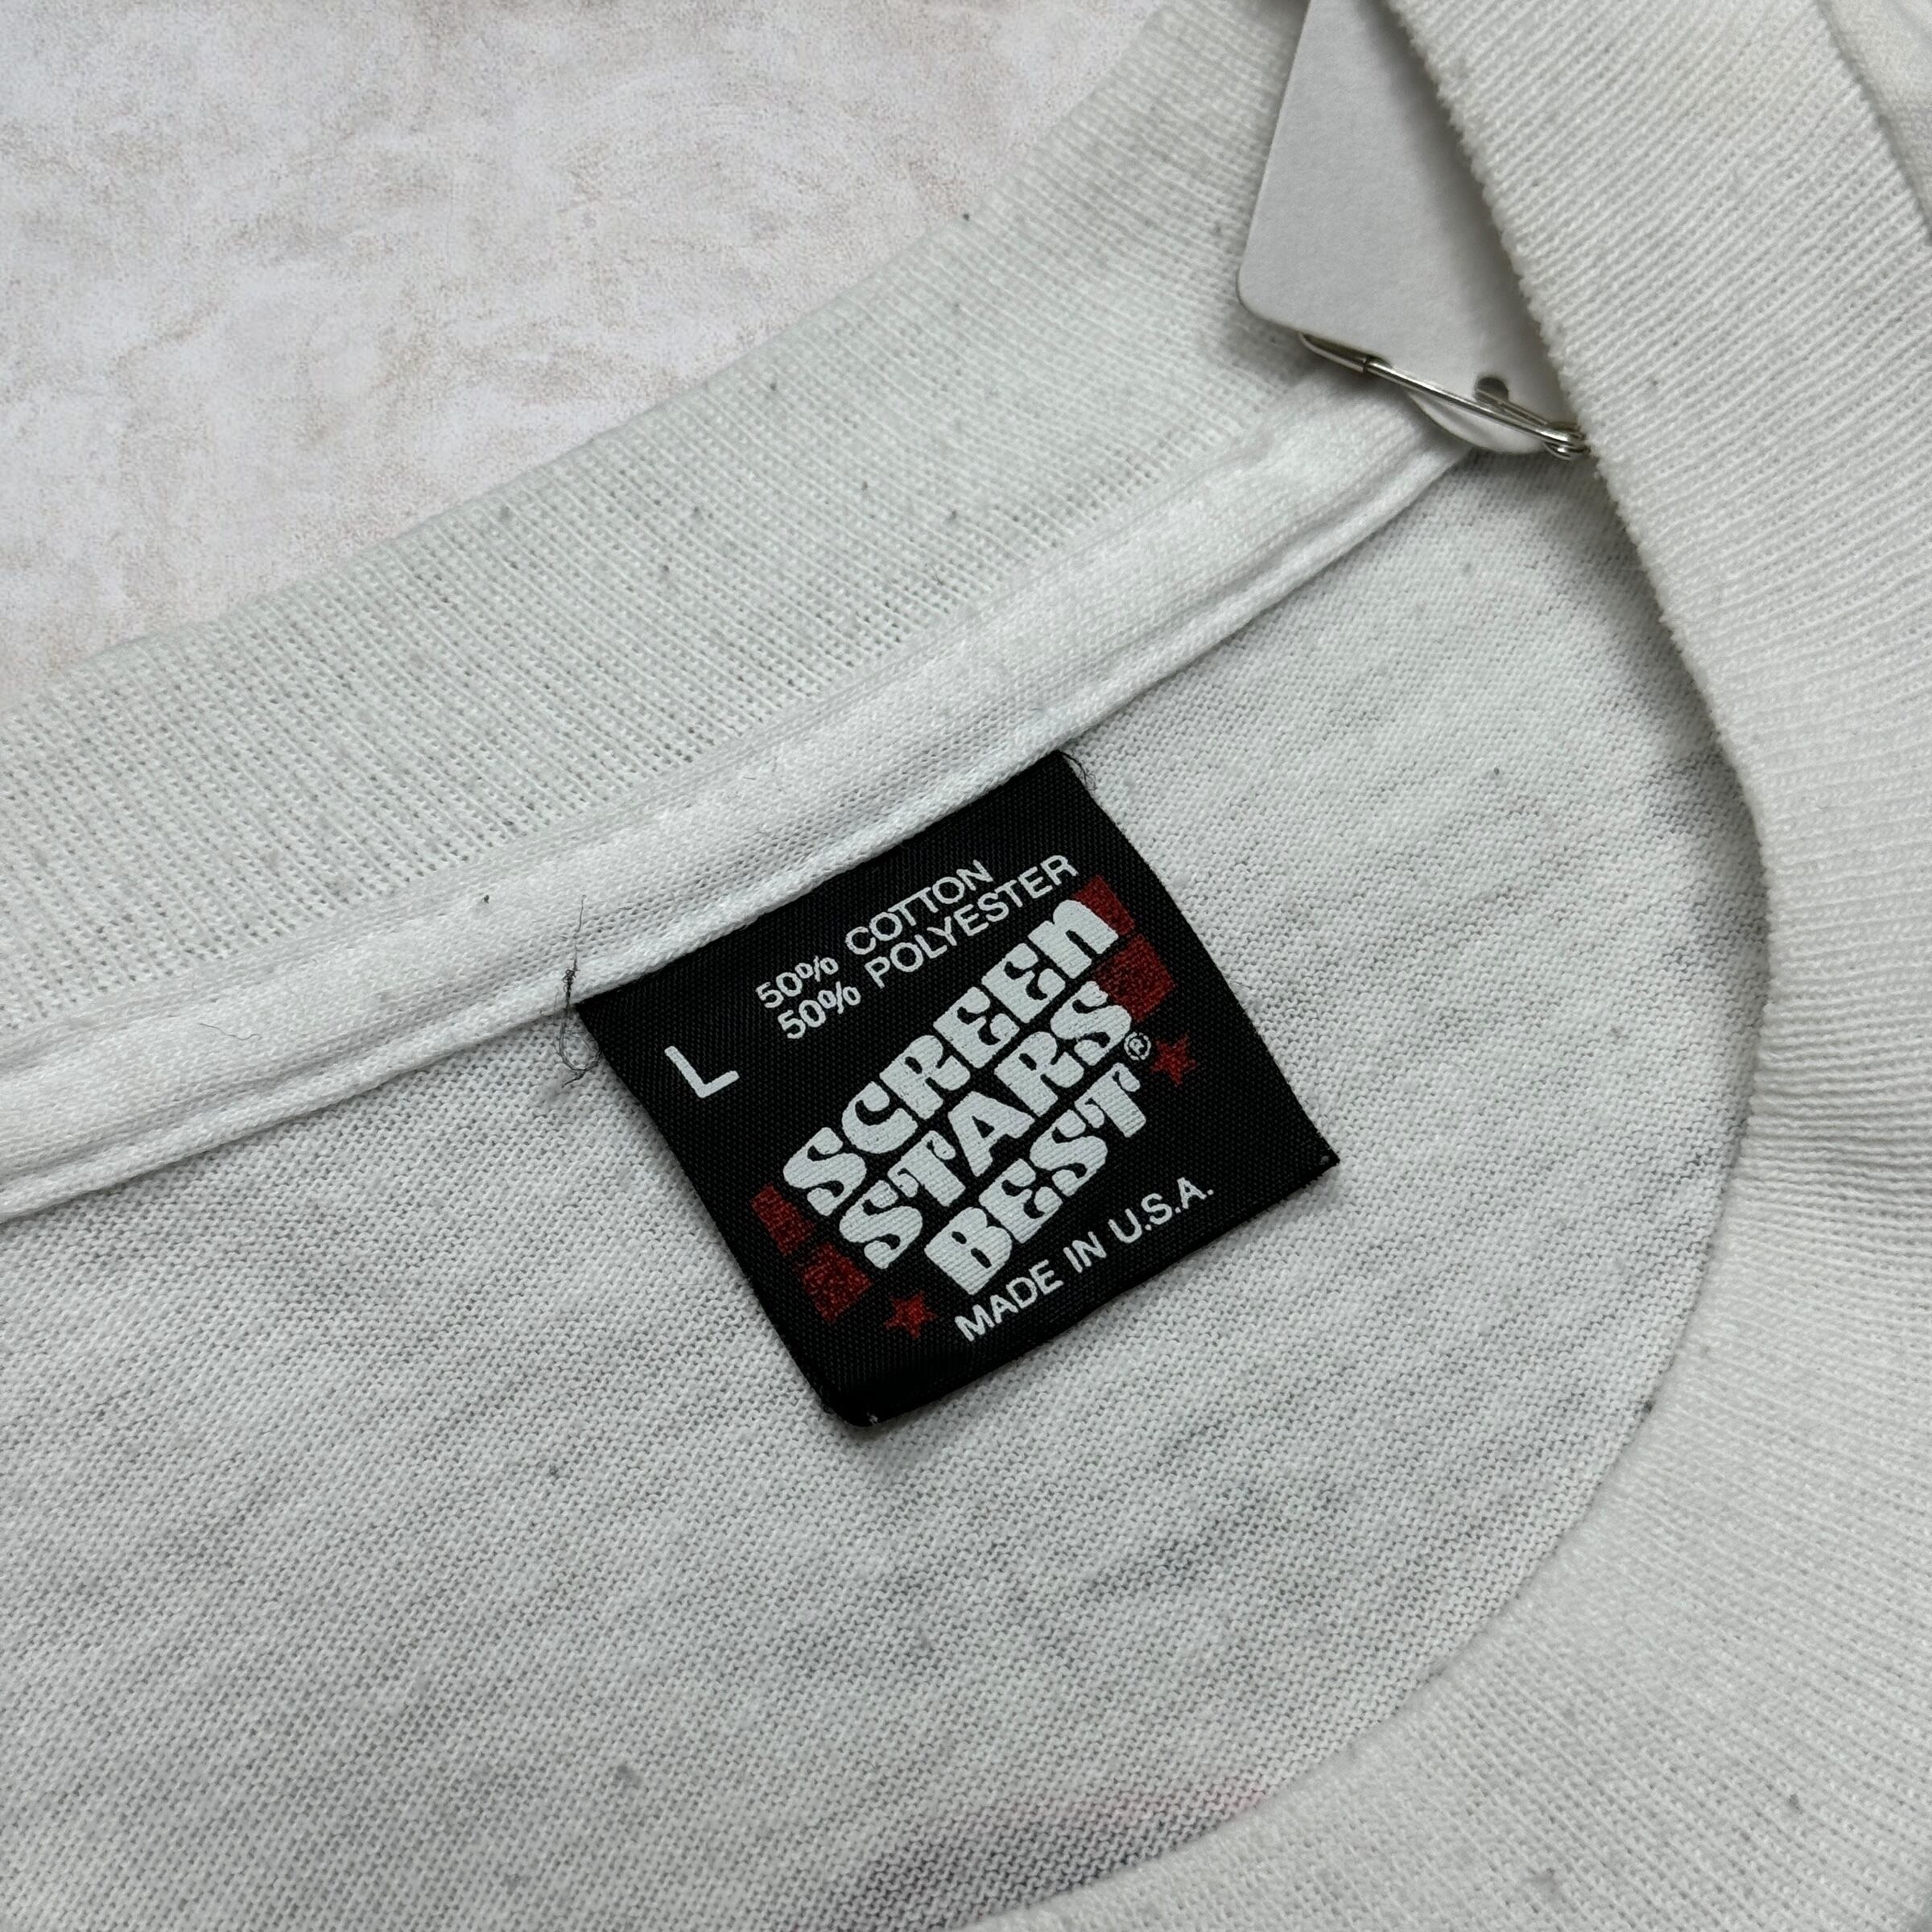 50% COTTON
50% POLYESTER
L
SCREEN
STARS®
BEST
MADE IN U.S.A.